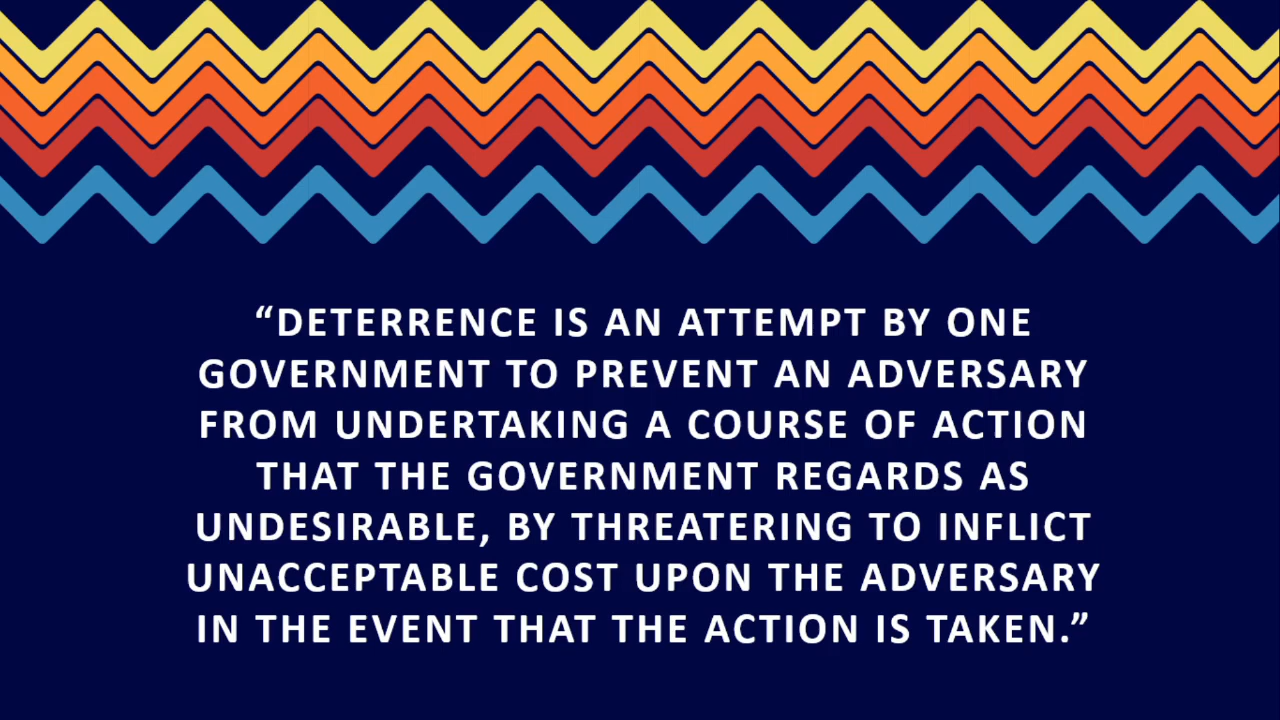 “DETERRENCE IS AN ATTEMPT BY ONE
GOVERNMENT TO PREVENT AN ADVERSARY
FROM UNDERTAKING A COURSE OF ACTION
THAT THE GOVERNMENT REGARDS AS
UNDESIRABLE, BY THREATERING TO INFLICT
UNACCEPTABLE COST UPON THE ADVERSARY
IN THE EVENT THAT THE ACTION IS TAKEN.”